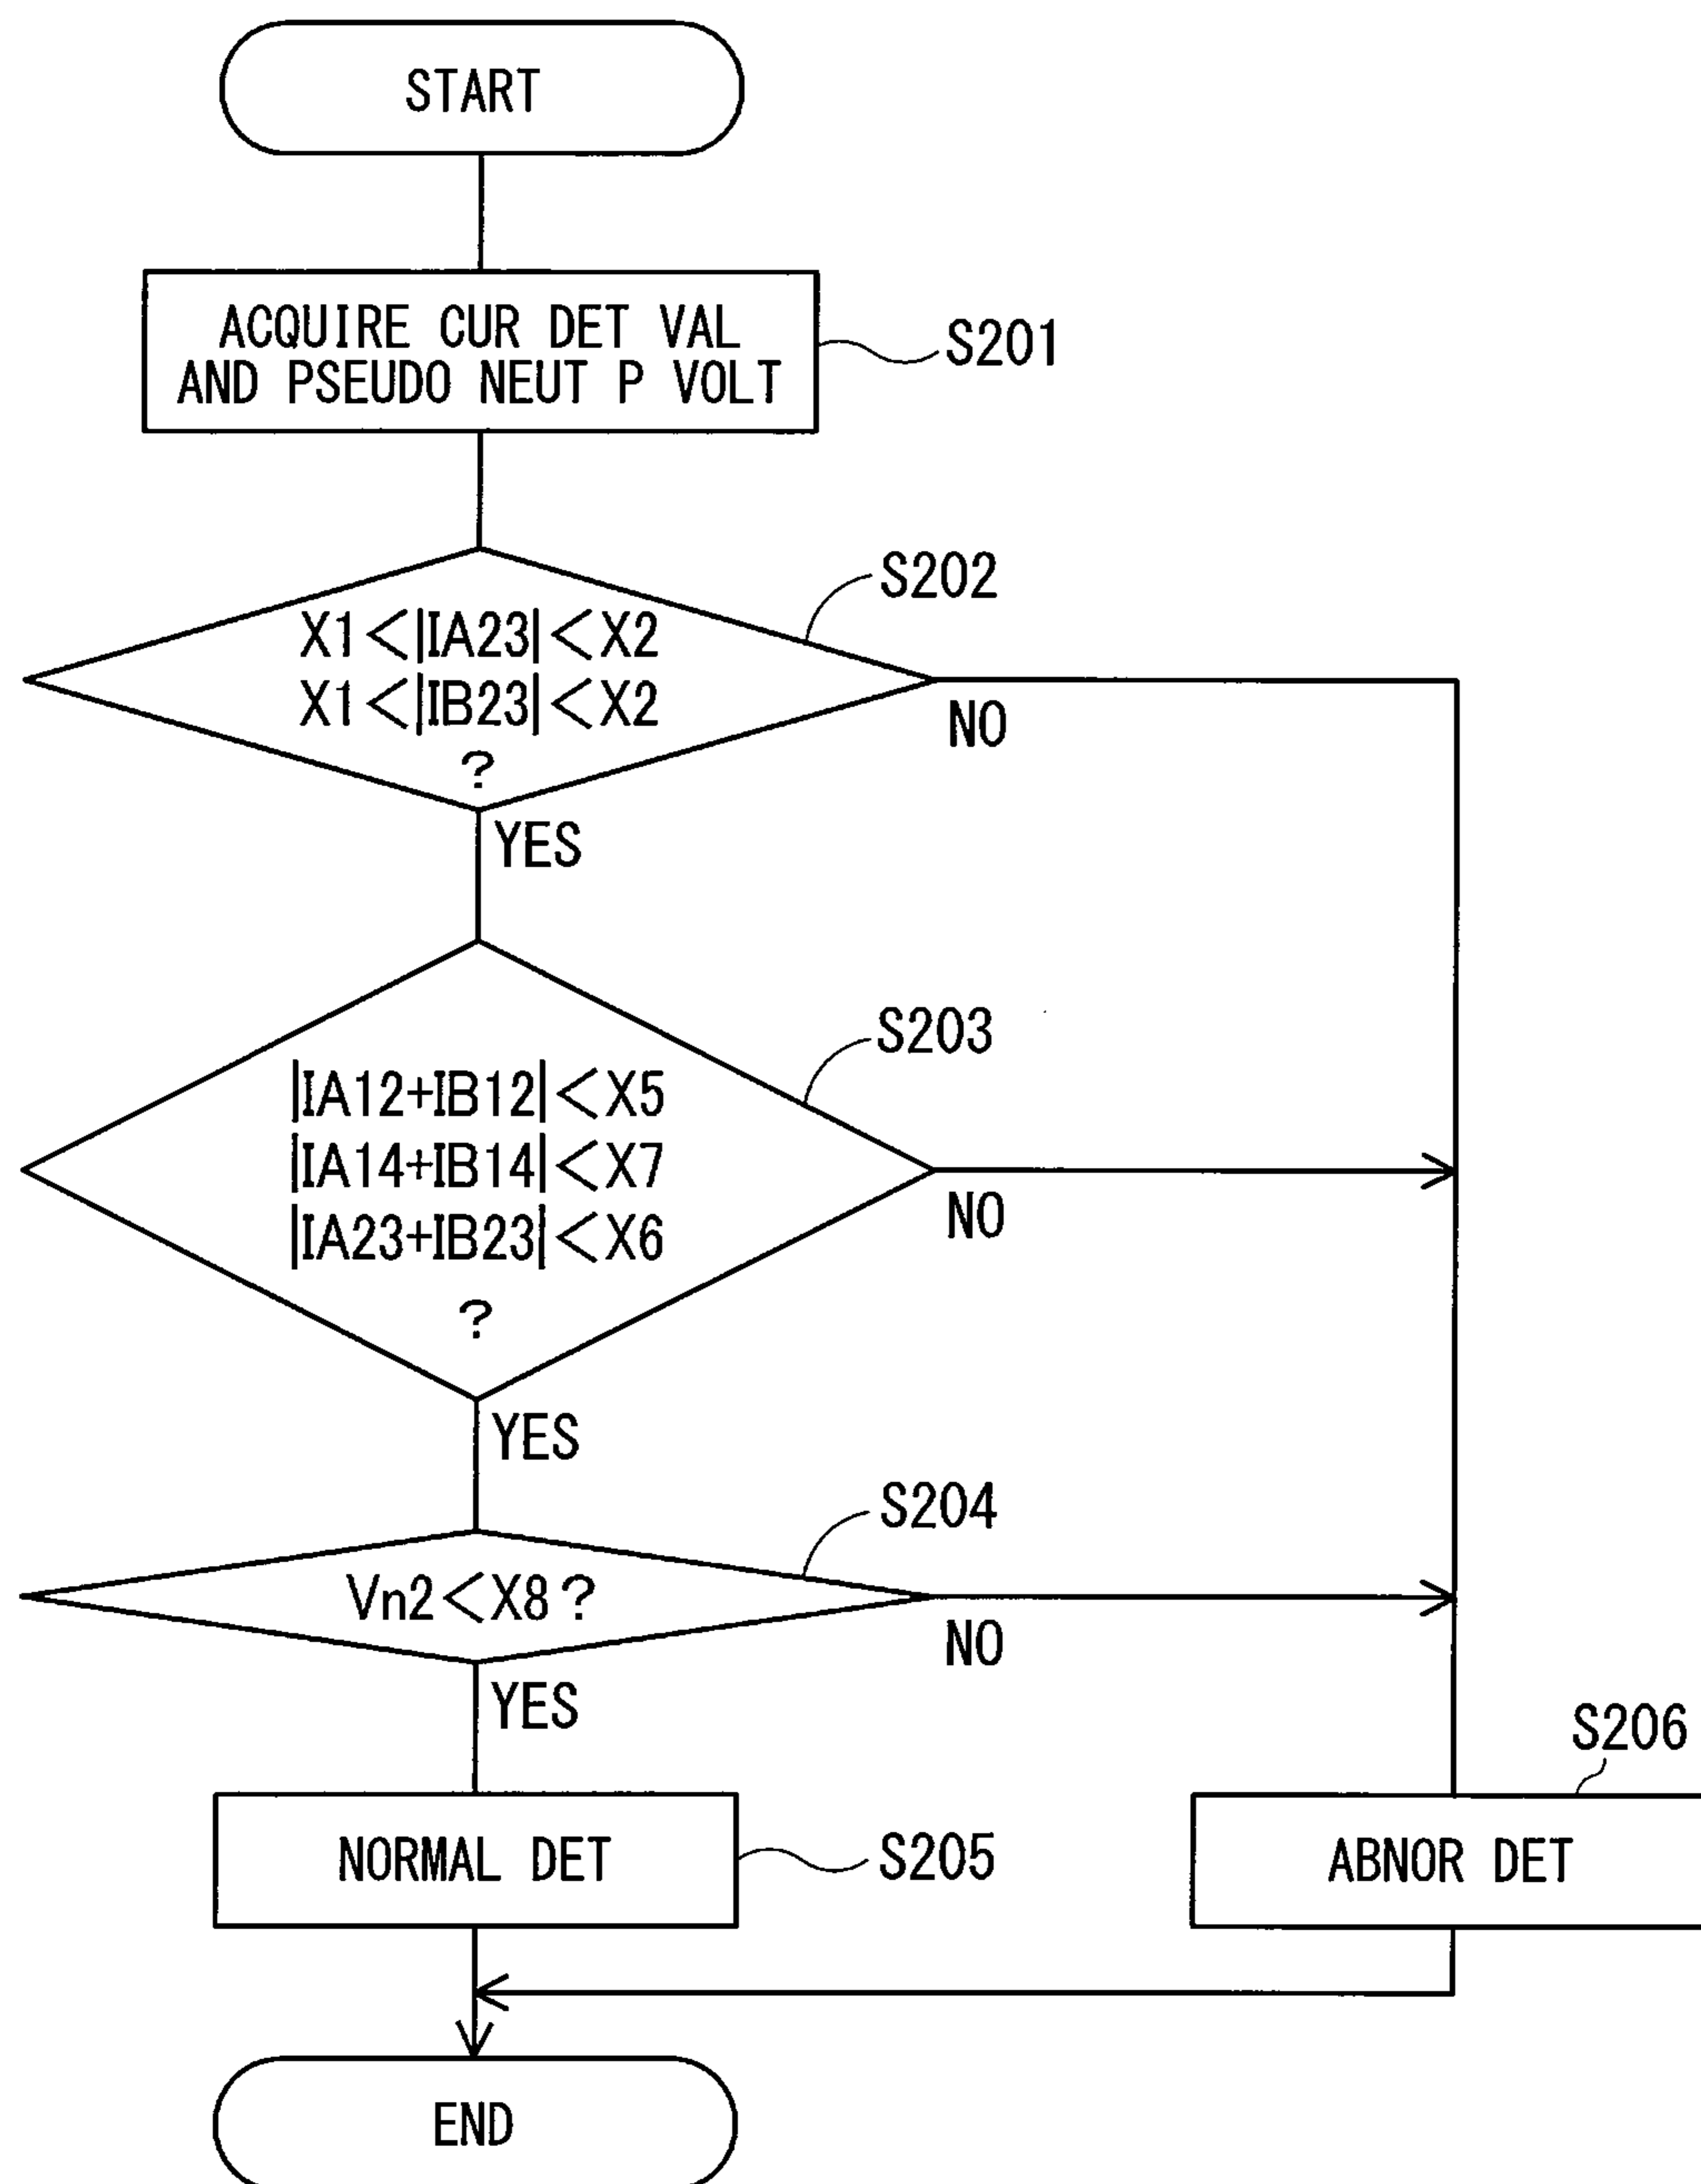 START
ACQUIRE CUR DET VAL
AND PSEUDO NEUT P VOLT
S201
S202
X1<|IA23|<X2
X1<|IB23|<X2
?
NO
YES
S203
|IA12+IB12|<X5
|IA14+IB14|<X7
|IA23+IB23|<X6
?
NO
YES
S204
Vn2<X8?
NO
YES
S206
NORMAL DET
S205
ABNOR DET
END